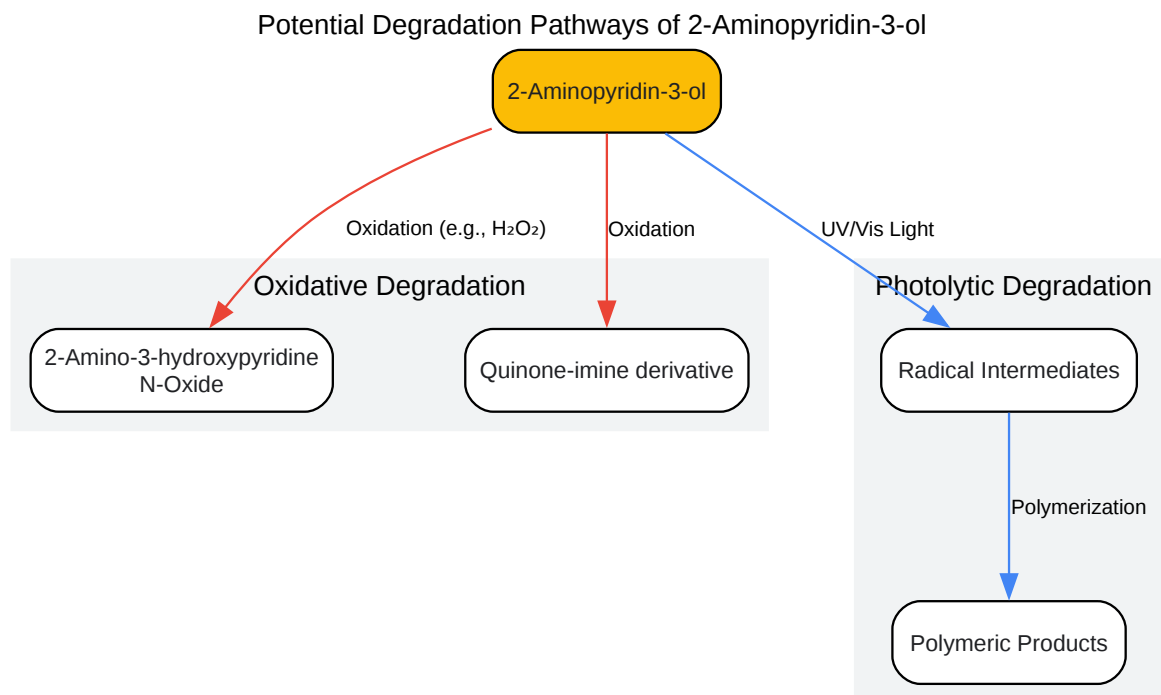 Potential Degradation Pathways of 2-Aminopyridin-3-ol
2-Aminopyridin-3-ol
Oxidation (e.g., H₂O₂)
Oxidation
UV/Vis Light
Oxidative Degradation
Photolytic Degradation
2-Amino-3-hydroxypyridine
N-Oxide
Quinone-imine derivative
Radical Intermediates
Polymerization
Polymeric Products